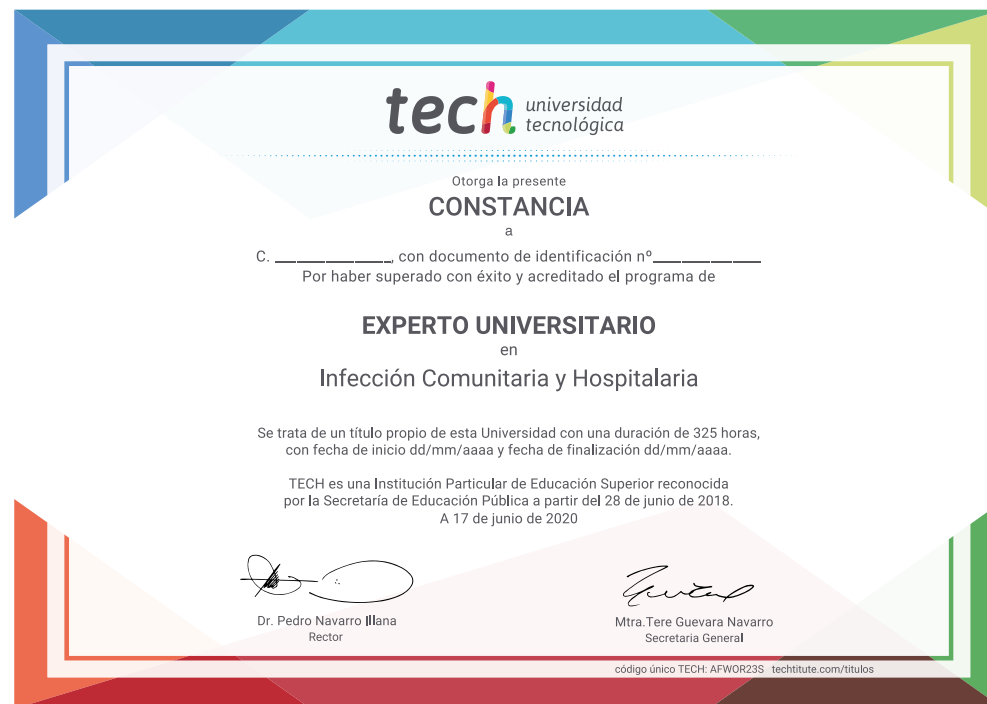 tech universidad
tecnológica
Otorga la presente
CONSTANCIA
a
C. ______________, con documento de identificación nº______________
Por haber superado con éxito y acreditado el programa de
EXPERTO UNIVERSITARIO
en
Infección Comunitaria y Hospitalaria
Se trata de un título propio de esta Universidad con una duración de 325 horas,
con fecha de inicio dd/mm/aaaa y fecha de finalización dd/mm/aaaa.
TECH es una Institución Particular de Educación Superior reconocida
por la Secretaría de Educación Pública a partir del 28 de junio de 2018.
A 17 de junio de 2020
Dr. Pedro Navarro Illana
Rector
Mtra.Tere Guevara Navarro
Secretaria General
código único TECH: AFWOR23S techtitute.com/titulos